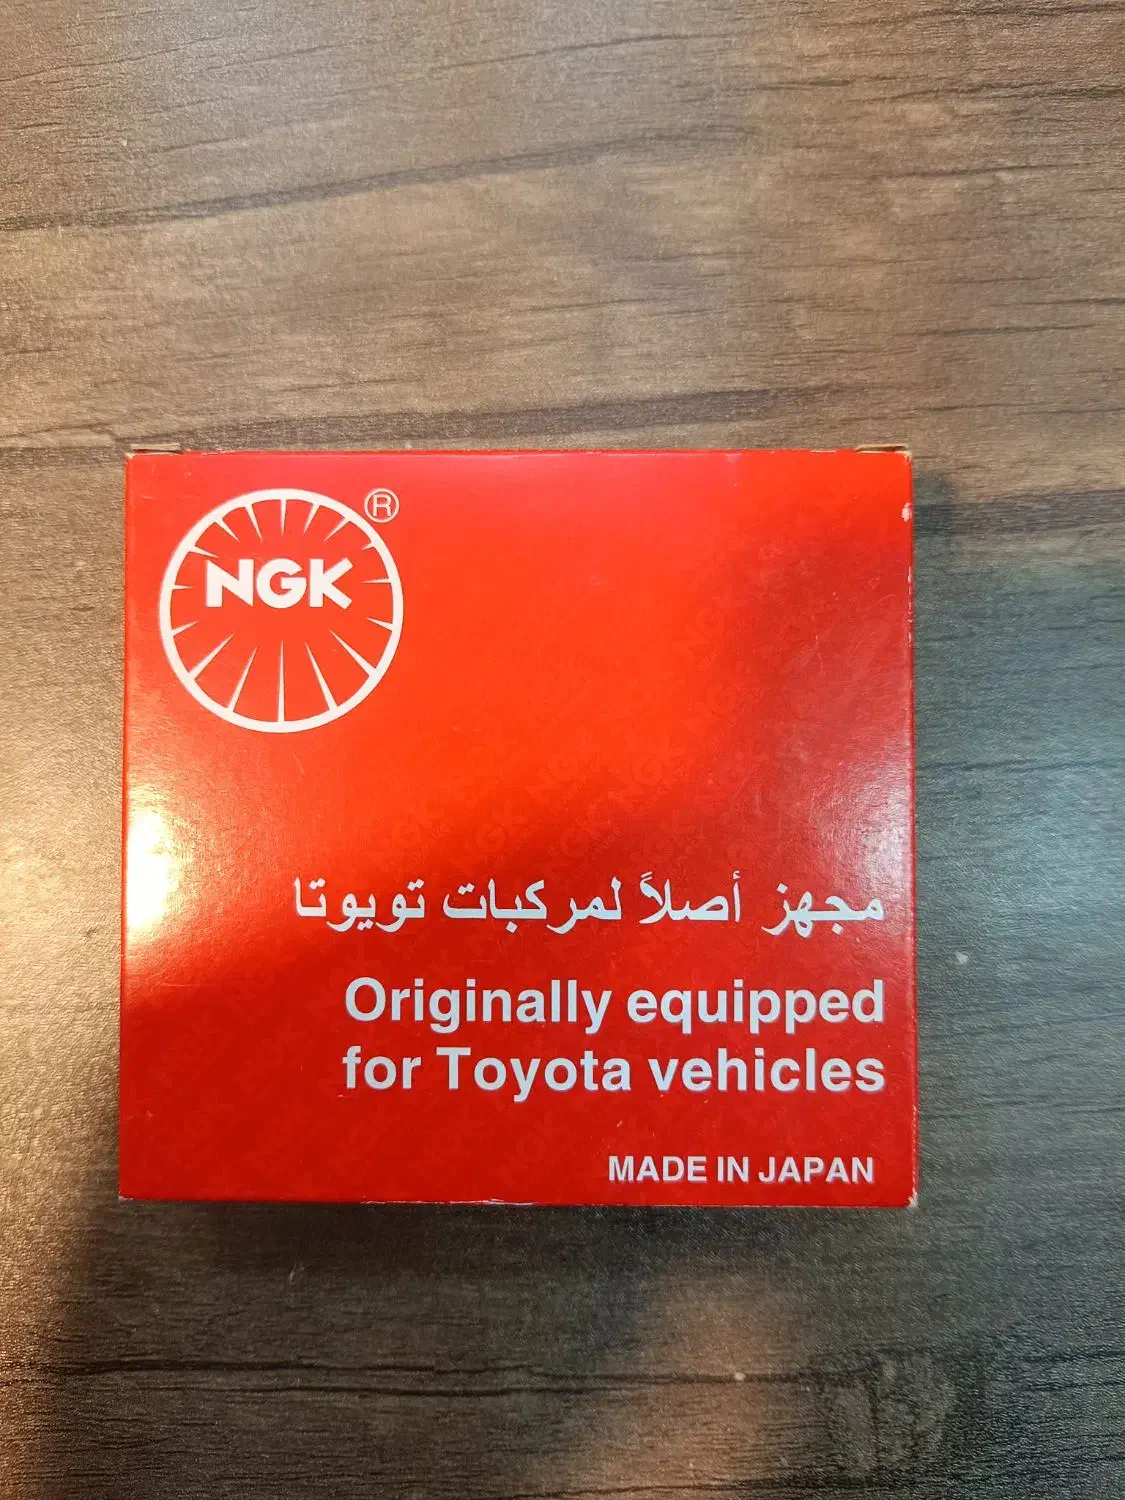 NGK ®
مجهز أصلاً لمركبات تويوتا
Originally equipped
for Toyota vehicles
MADE IN JAPAN